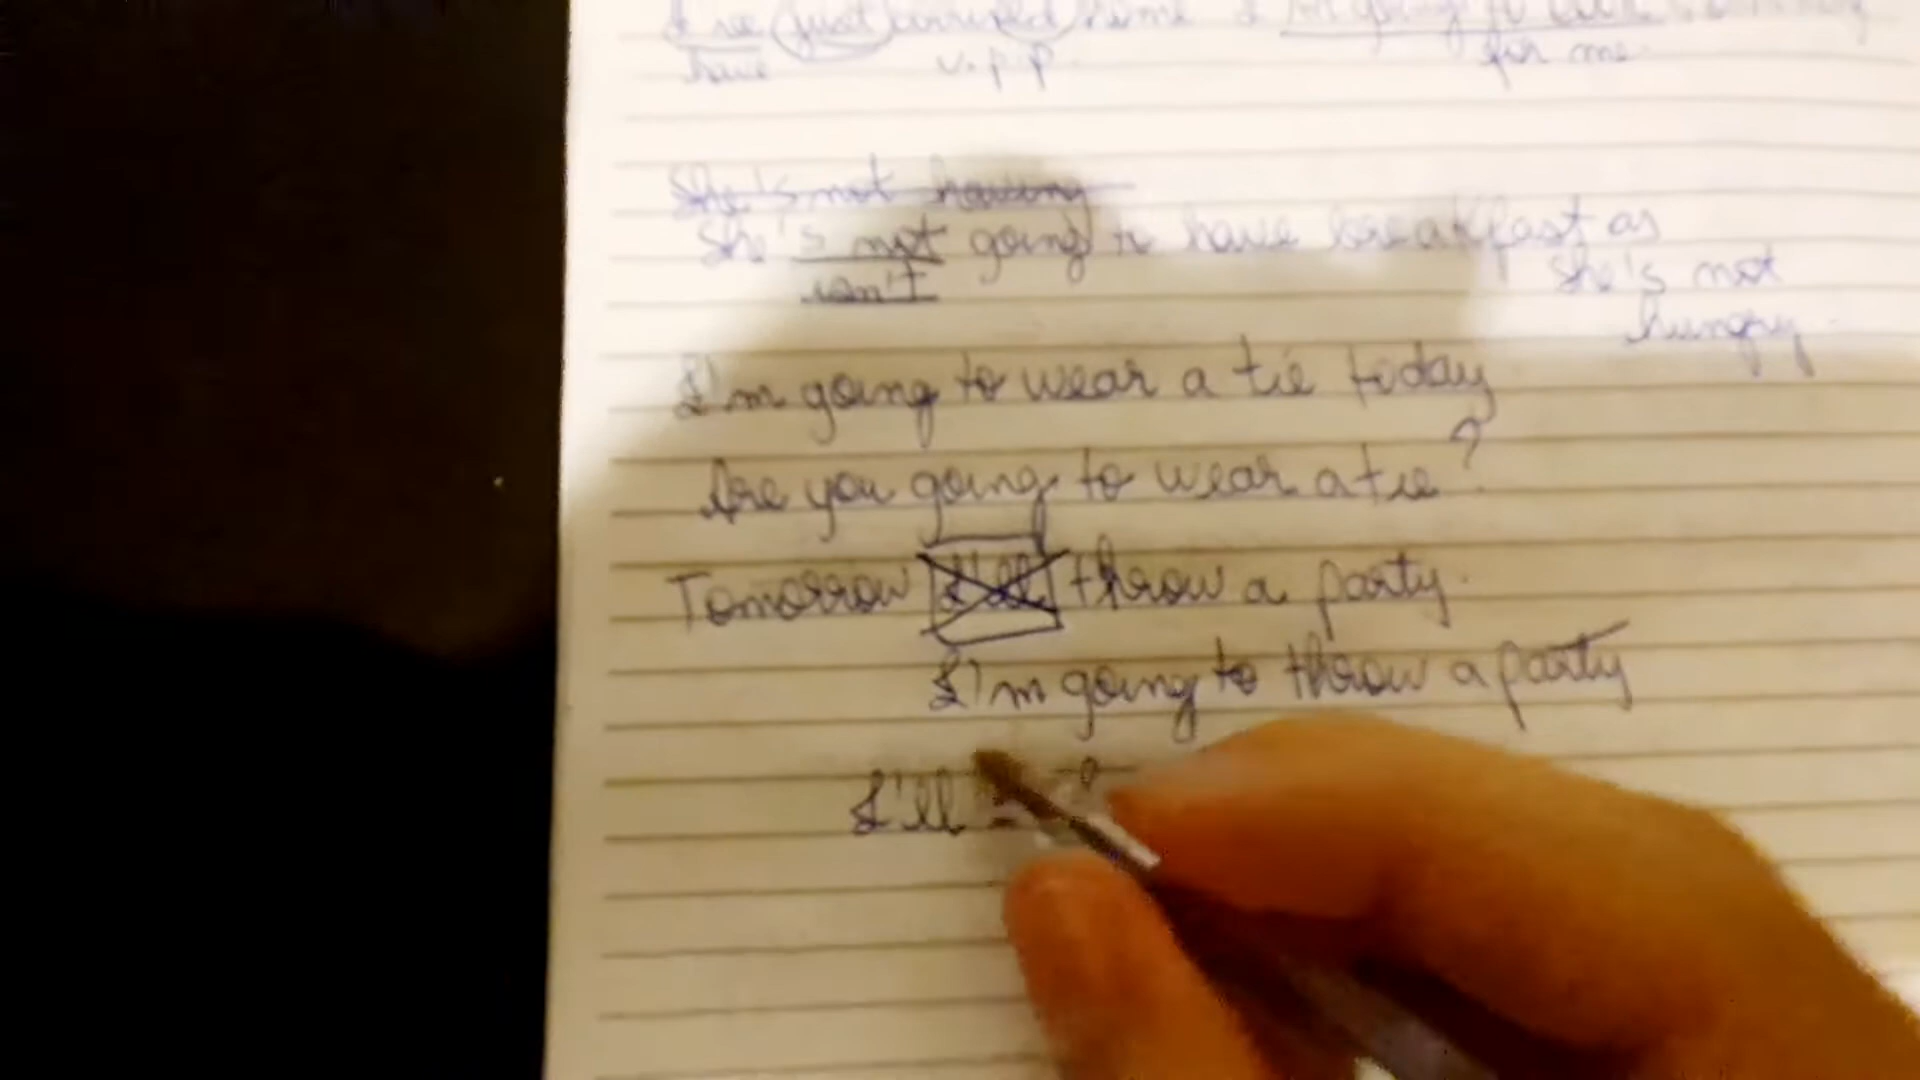 I've just arrived home I'm going to
have v.p.p. for me.
She's not having
She's not going to have breakfast as
isn't she's not
hungry.
I'm going to wear a tie today
Are you going to wear a tie?
Tomorrow I'll throw a party.
I'm going to throw a party
I'll =